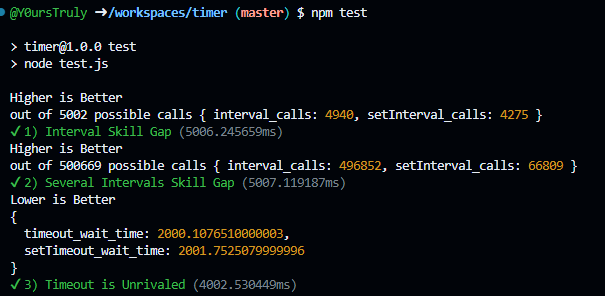 @Y0ursTruly ➜/workspaces/timer (master) $ npm test
> timer@1.0.0 test
> node test.js
Higher is Better
out of 5002 possible calls { interval_calls: 4940, setInterval_calls: 4275 }
✓ 1) Interval Skill Gap (5006.245659ms)
Higher is Better
out of 500669 possible calls { interval_calls: 496852, setInterval_calls: 66809 }
✓ 2) Several Intervals Skill Gap (5007.119187ms)
Lower is Better
{
  timeout_wait_time: 2000.1076510000003,
  setTimeout_wait_time: 2001.7525079999996
}
✓ 3) Timeout is Unrivaled (4002.530449ms)